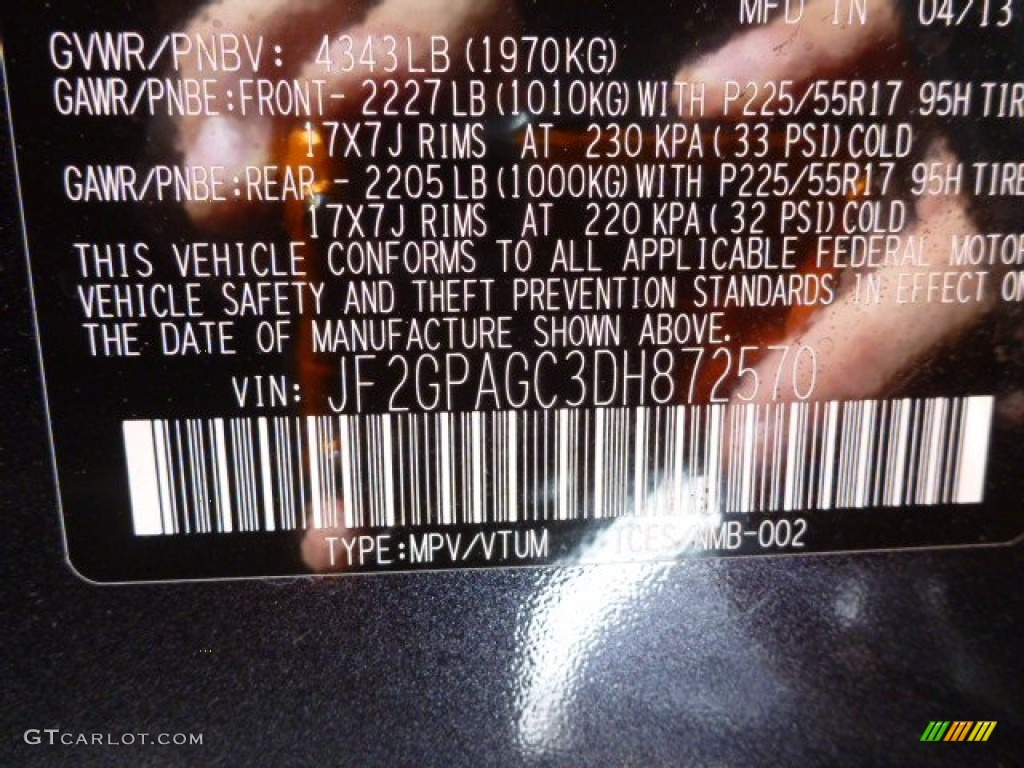 MFD IN 04/13
GVWR/PNBV: 4343LB (1970KG)
GAWR/PNBE:FRONT- 2227LB(1010KG)WITH P225/55R17 95H TIR
17X7J RIMS AT 230 KPA( 33 PSI)COLD
GAWR/PNBE:REAR - 2205LB(1000KG)WITH P225/55R17 95H TIRE
17X7J RIMS AT 220 KPA( 32 PSI)COLD
THIS VEHICLE CONFORMS TO ALL APPLICABLE FEDERAL MOTOR
VEHICLE SAFETY AND THEFT PREVENTION STANDARDS IN EFFECT ON
THE DATE OF MANUFACTURE SHOWN ABOVE.
VIN: JF2GPAGC3DH872570
TYPE:MPV/VTUM ICES/NMB-002
GTCARLOT.COM